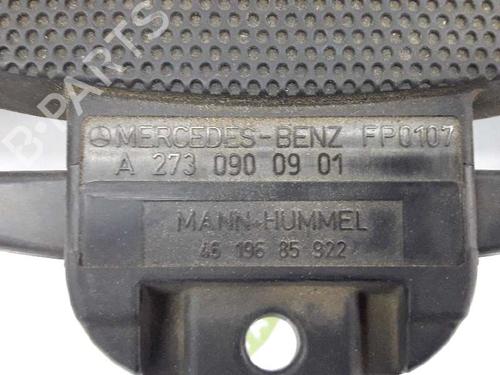 MERCEDES-BENZ FP0107
A 273 090 09 01
MANN+HUMMEL
46 196 85 922
B-PARTS